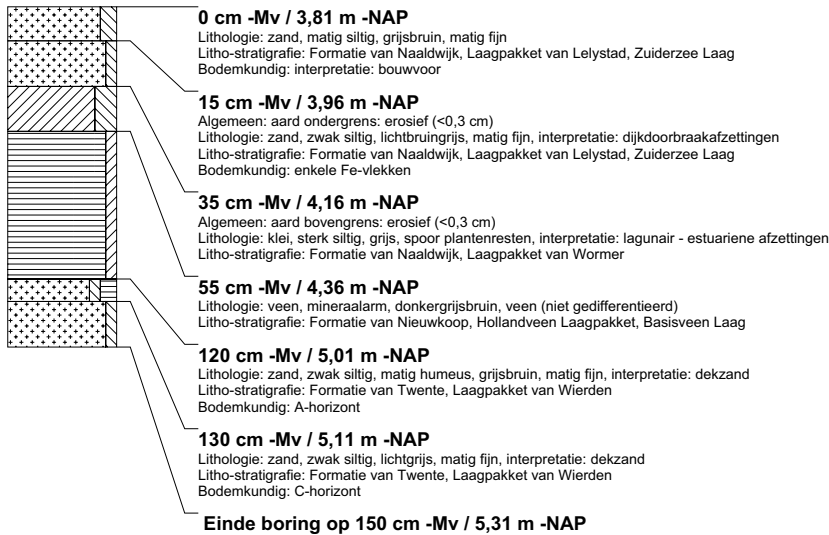 0 cm -Mv / 3,81 m -NAP
Lithologie: zand, matig siltig, grijsbruin, matig fijn
Litho-stratigrafie: Formatie van Naaldwijk, Laagpakket van Lelystad, Zuiderzee Laag
Bodemkundig: interpretatie: bouwvoor
15 cm -Mv / 3,96 m -NAP
Algemeen: aard ondergrens: erosief (<0,3 cm)
Lithologie: zand, zwak siltig, lichtbruingrijs, matig fijn, interpretatie: dijkdoorbraakafzettingen
Litho-stratigrafie: Formatie van Naaldwijk, Laagpakket van Lelystad, Zuiderzee Laag
Bodemkundig: enkele Fe-vlekken
35 cm -Mv / 4,16 m -NAP
Algemeen: aard bovengrens: erosief (<0,3 cm)
Lithologie: klei, sterk siltig, grijs, spoor plantenresten, interpretatie: lagunair - estuariene afzettingen
Litho-stratigrafie: Formatie van Naaldwijk, Laagpakket van Wormer
55 cm -Mv / 4,36 m -NAP
Lithologie: veen, mineraalarm, donkergrijsbruin, veen (niet gedifferentieerd)
Litho-stratigrafie: Formatie van Nieuwkoop, Hollandveen Laagpakket, Basisveen Laag
120 cm -Mv / 5,01 m -NAP
Lithologie: zand, zwak siltig, matig humeus, grijsbruin, matig fijn, interpretatie: dekzand
Litho-stratigrafie: Formatie van Twente, Laagpakket van Wierden
Bodemkundig: A-horizont
130 cm -Mv / 5,11 m -NAP
Lithologie: zand, zwak siltig, lichtgrijs, matig fijn, interpretatie: dekzand
Litho-stratigrafie: Formatie van Twente, Laagpakket van Wierden
Bodemkundig: C-horizont
Einde boring op 150 cm -Mv / 5,31 m -NAP